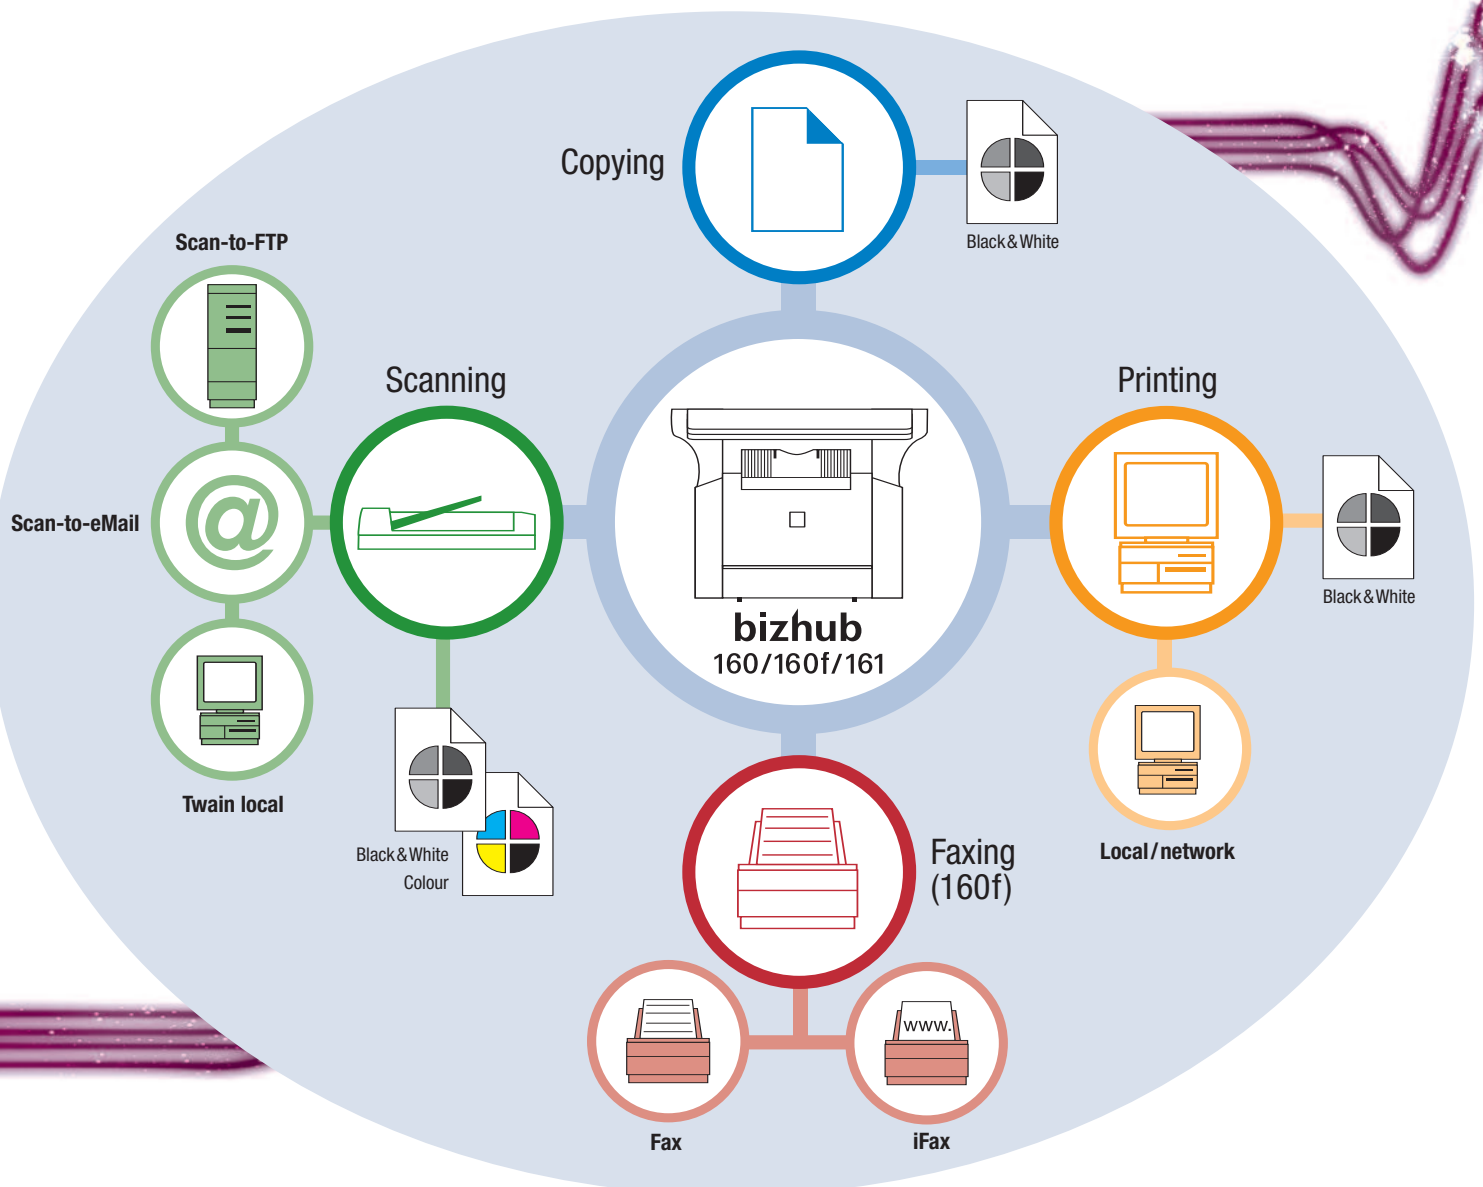 Copying
Black & White
Scan-to-FTP
Scanning
Printing
Scan-to-eMail
@
Black & White
bizhub
160/160f/161
Twain local
Black & White
Colour
Faxing
(160f)
Local/network
www.
Fax
iFax